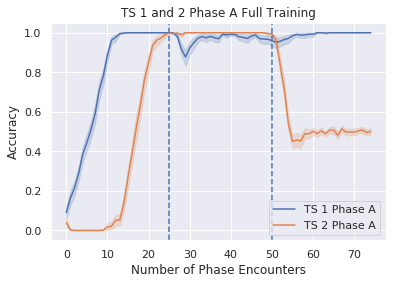 TS 1 and 2 Phase A Full Training
1.0
0.8
0.6
0.4
0.2
0.0
Accuracy
0 10 20 30 40 50 60 70
Number of Phase Encounters
TS 1 Phase A
TS 2 Phase A